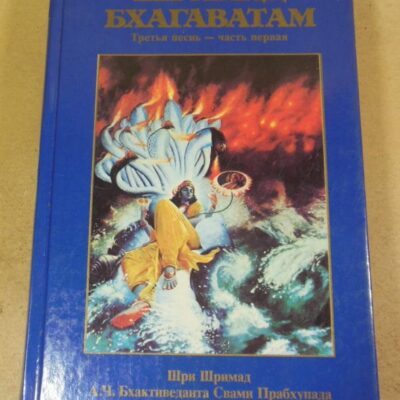 БХАГАВАТАМ
Третья песнь — часть первая
Шри Шримад
А.Ч. Бхактиведанта Свами Прабхупада